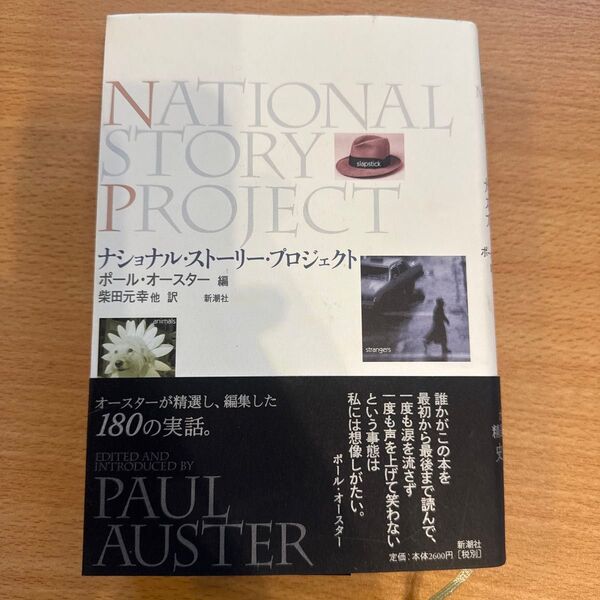 NATIONAL
STORY
PROJECT
slapstick
ナショナル・ストーリー・プロジェクト
ポール・オースター 編
柴田元幸他 訳 新潮社
animals
strangers
オースターが精選し、編集した
180の実話。
EDITED AND
INTRODUCED BY
PAUL
AUSTER
誰かがこの本を
最初から最後まで読んで、
一度も涙を流さず
一度も声を上げて笑わない
という事態は
私には想像しがたい。
ポール・オースター
新潮社
定価:本体2600円[税別]